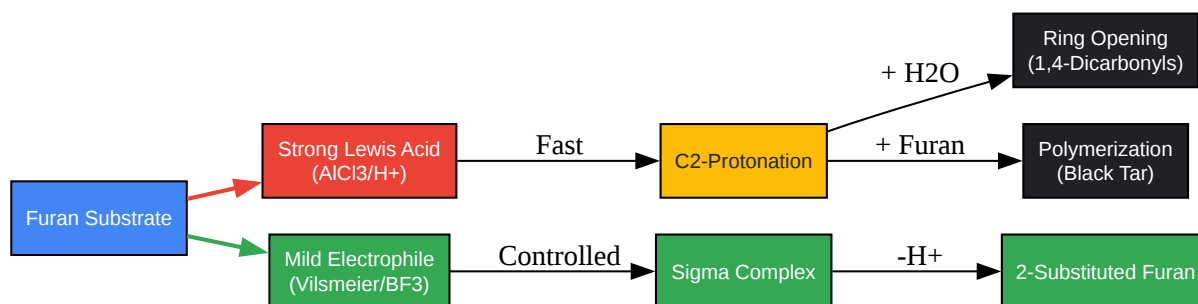 Furan Substrate
Strong Lewis Acid
(AlCl3/H+)
Fast
C2-Protonation
+ H2O
Ring Opening
(1,4-Dicarbonyls)
+ Furan
Polymerization
(Black Tar)
Mild Electrophile
(Vilsmeier/BF3)
Controlled
Sigma Complex
-H+
2-Substituted Furan